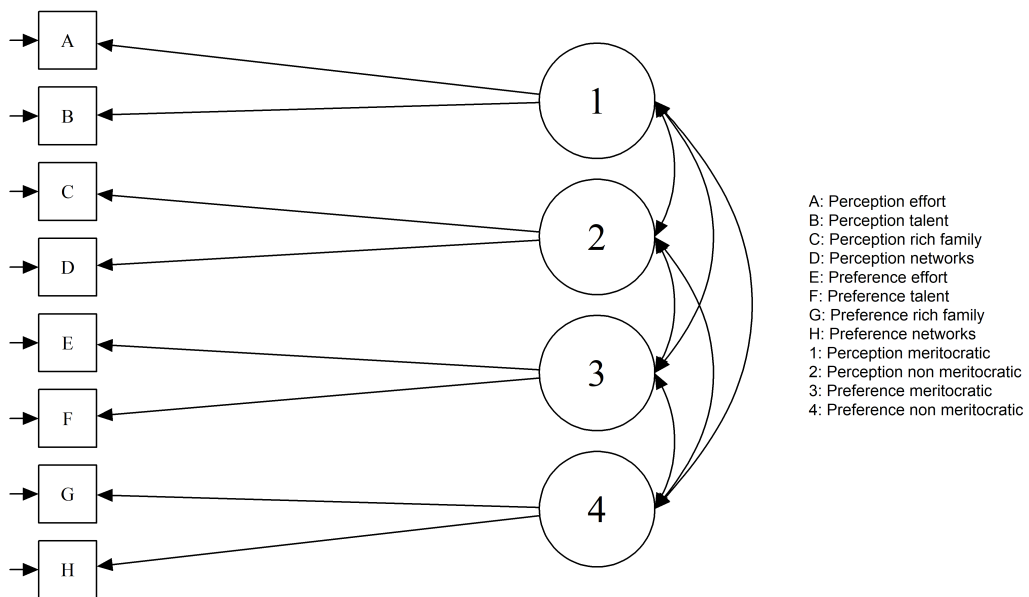 A
B
C
D
E
F
G
H
1
2
3
4
A: Perception effort
B: Perception talent
C: Perception rich family
D: Perception networks
E: Preference effort
F: Preference talent
G: Preference rich family
H: Preference networks
1: Perception meritocratic
2: Perception non meritocratic
3: Preference meritocratic
4: Preference non meritocratic